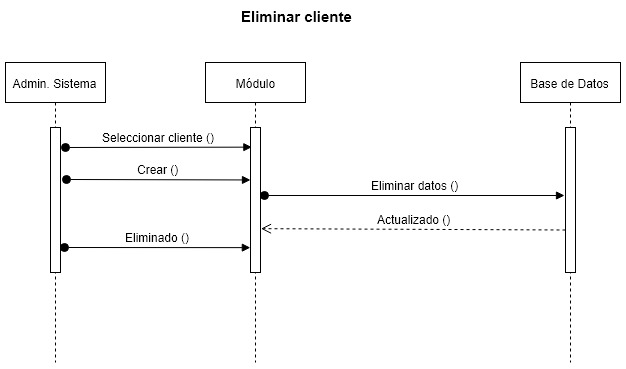 Eliminar cliente
Admin. Sistema
Módulo
Base de Datos
Seleccionar cliente ()
Crear ()
Eliminar datos ()
Actualizado ()
Eliminado ()